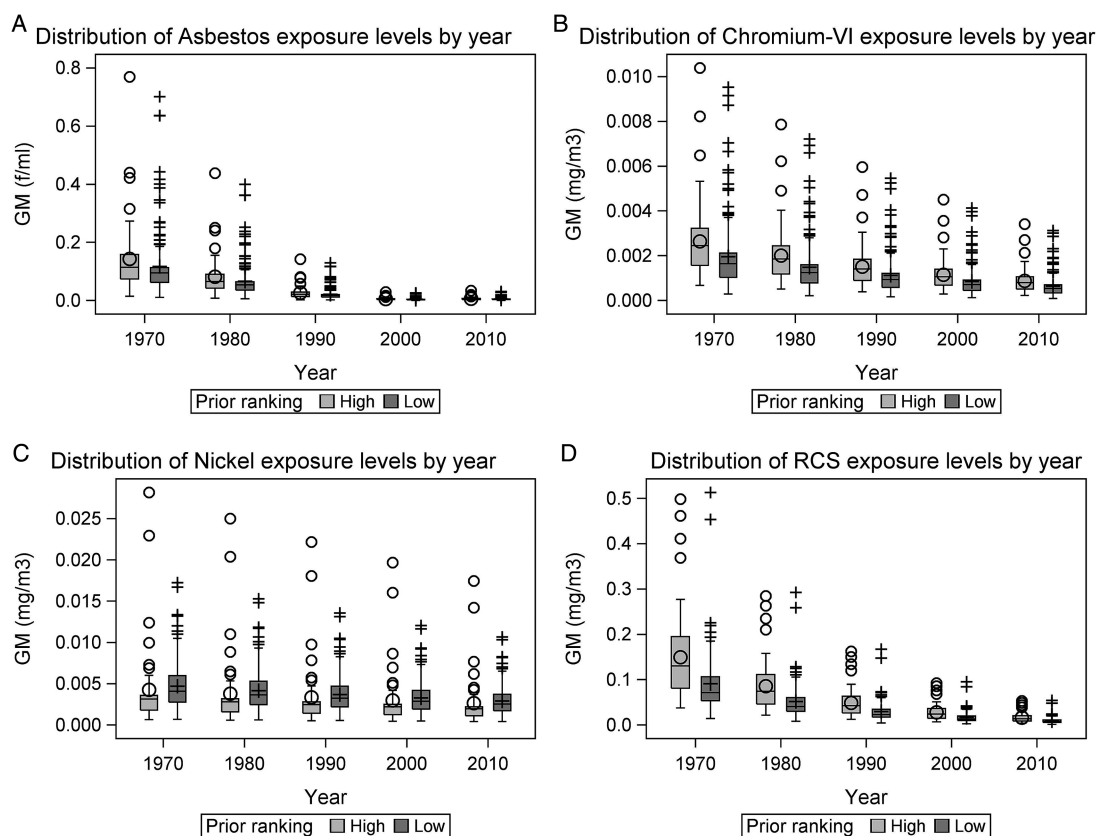 A
Distribution of Asbestos exposure levels by year
0.8
0.6
0.4
0.2
0.0
GM (f/ml)
1970 1980 1990 2000 2010
Year
Prior ranking High Low
B
Distribution of Chromium-VI exposure levels by year
0.010
0.006
0.004
0.002
0.000
GM (mg/m3)
1970 1980 1990 2000 2010
Year
Prior ranking High Low
C
Distribution of Nickel exposure levels by year
0.025
0.020
0.015
0.010
0.005
0.000
GM (mg/m3)
1970 1980 1990 2000 2010
Year
Prior ranking High Low
D
Distribution of RCS exposure levels by year
0.5
0.4
0.3
0.2
0.1
0.0
GM (mg/m3)
1970 1980 1990 2000 2010
Year
Prior ranking High Low